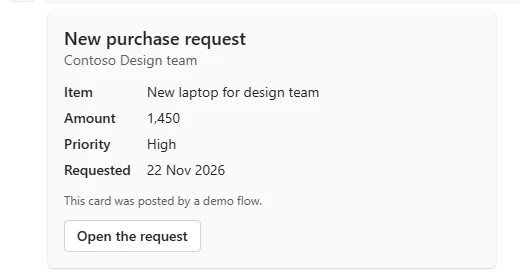 New purchase request
Contoso Design team
Item New laptop for design team
Amount 1,450
Priority High
Requested 22 Nov 2026
This card was posted by a demo flow.
Open the request